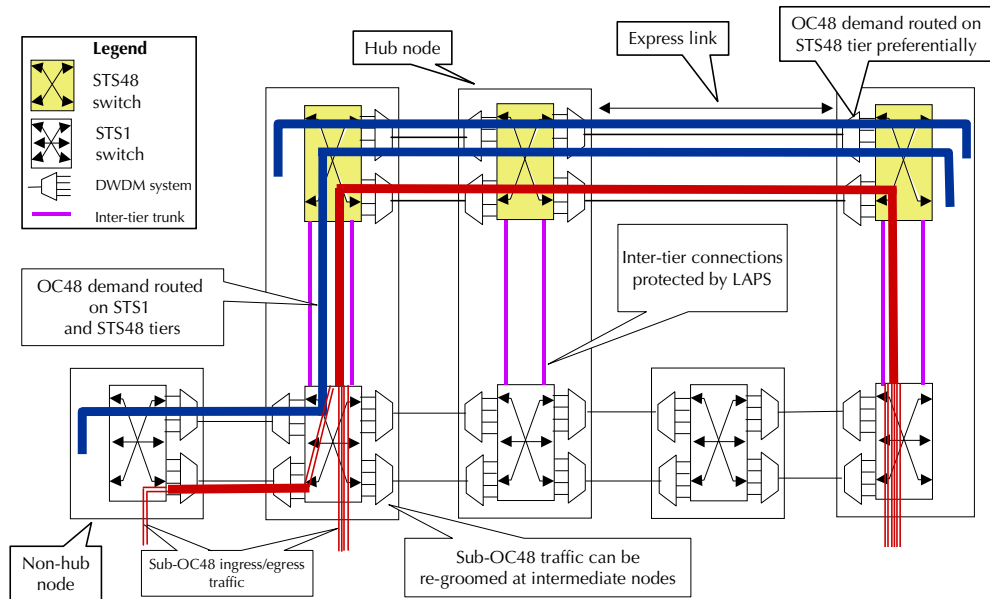 Legend
STS48
switch
STS1
switch
DWDM system
Inter-tier trunk
Hub node
Express link
OC48 demand routed on
STS48 tier preferentially
OC48 demand routed
on STS1
and STS48 tiers
Inter-tier connections
protected by LAPS
Non-hub
node
Sub-OC48 ingress/egress
traffic
Sub-OC48 traffic can be
re-groomed at intermediate nodes